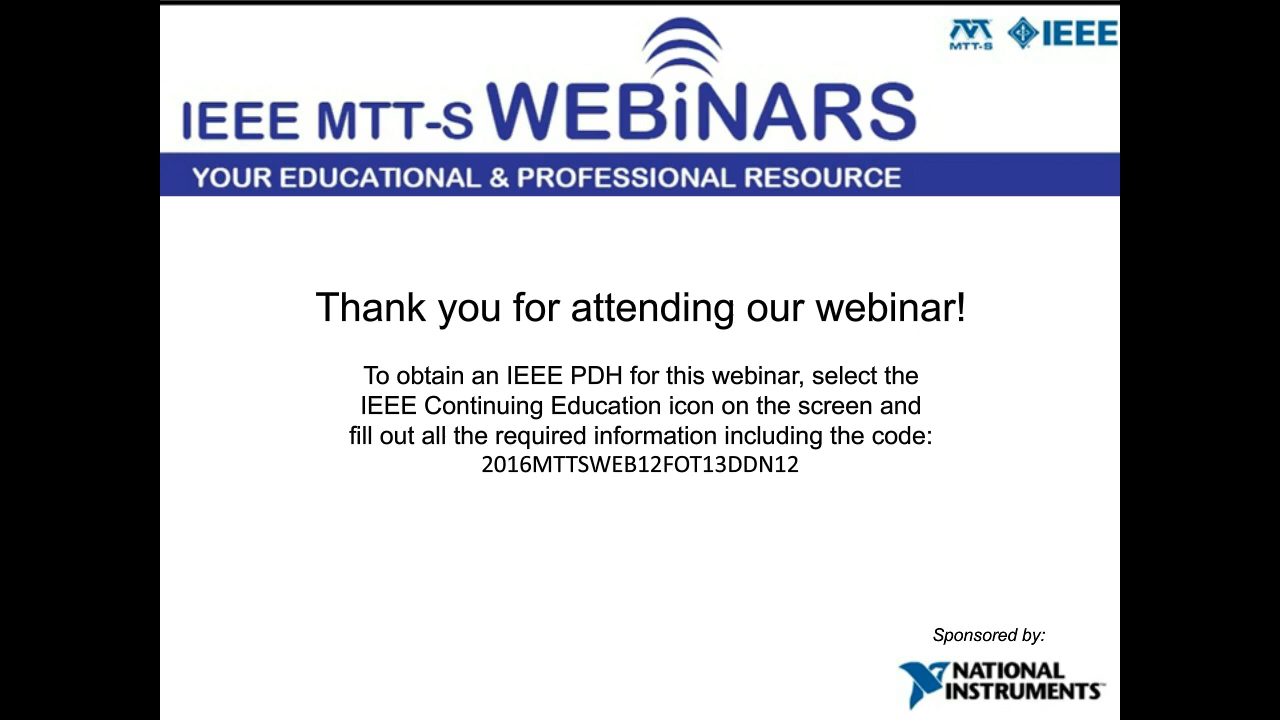 MTT-S IEEE
IEEE MTT-S WEBiNARS
YOUR EDUCATIONAL & PROFESSIONAL RESOURCE
Thank you for attending our webinar!
To obtain an IEEE PDH for this webinar, select the
IEEE Continuing Education icon on the screen and
fill out all the required information including the code:
2016MTTSWEB12FOT13DDN12
Sponsored by:
NATIONAL
INSTRUMENTS™